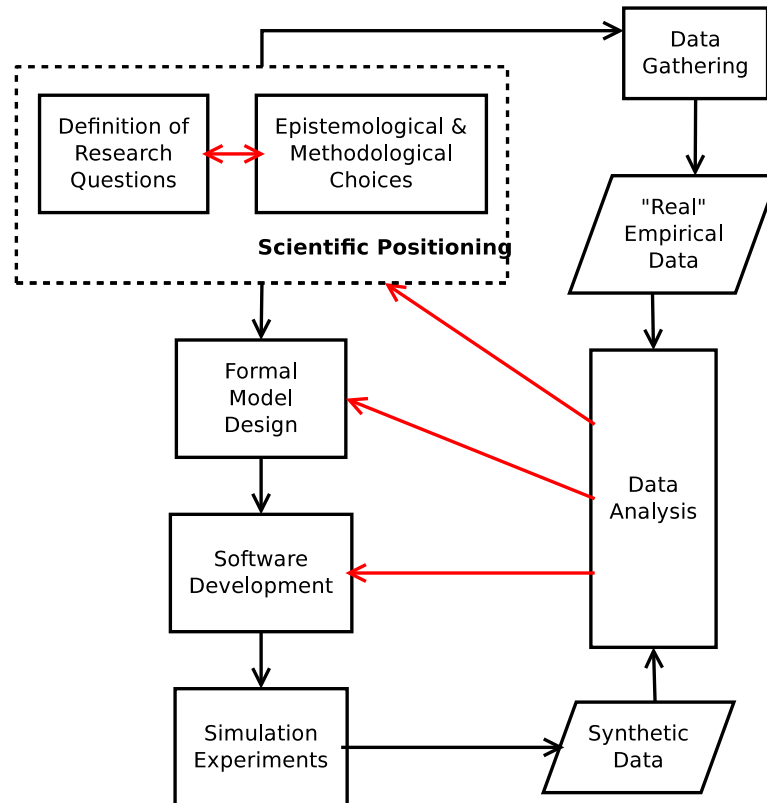 Data
Gathering
Definition of
Research
Questions
Epistemological &
Methodological
Choices
Scientific Positioning
"Real"
Empirical
Data
Formal
Model
Design
Data
Analysis
Software
Development
Simulation
Experiments
Synthetic
Data